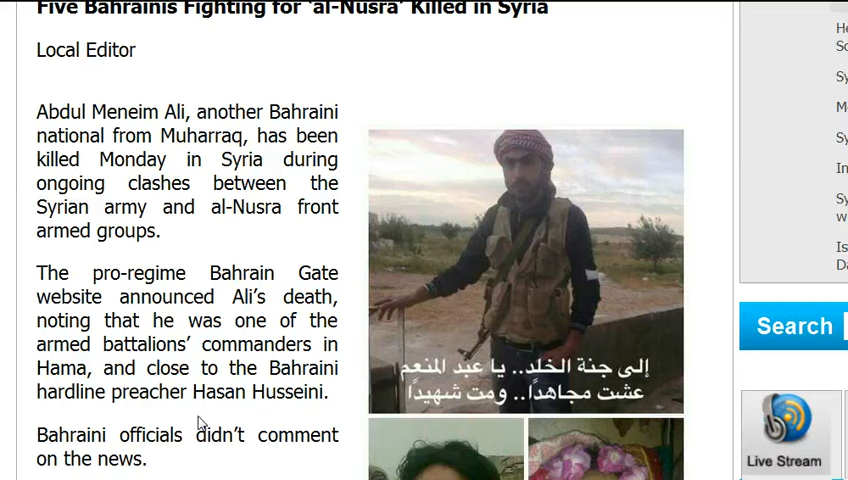 Five Bahrainis Fighting for 'al-Nusra' Killed in Syria
Local Editor
Abdul Meneim Ali, another Bahraini
national from Muharraq, has been
killed Monday in Syria during
ongoing clashes between the
Syrian army and al-Nusra front
armed groups.
The pro-regime Bahrain Gate
website announced Ali's death,
noting that he was one of the
armed battalions' commanders in
Hama, and close to the Bahraini
hardline preacher Hasan Husseini.
Bahraini officials didn't comment
on the news.
إلى جنة الخلد.. يا عبد المنعم
عشت مجاهدًا.. ومت شهيدًا
Search
Live Stream